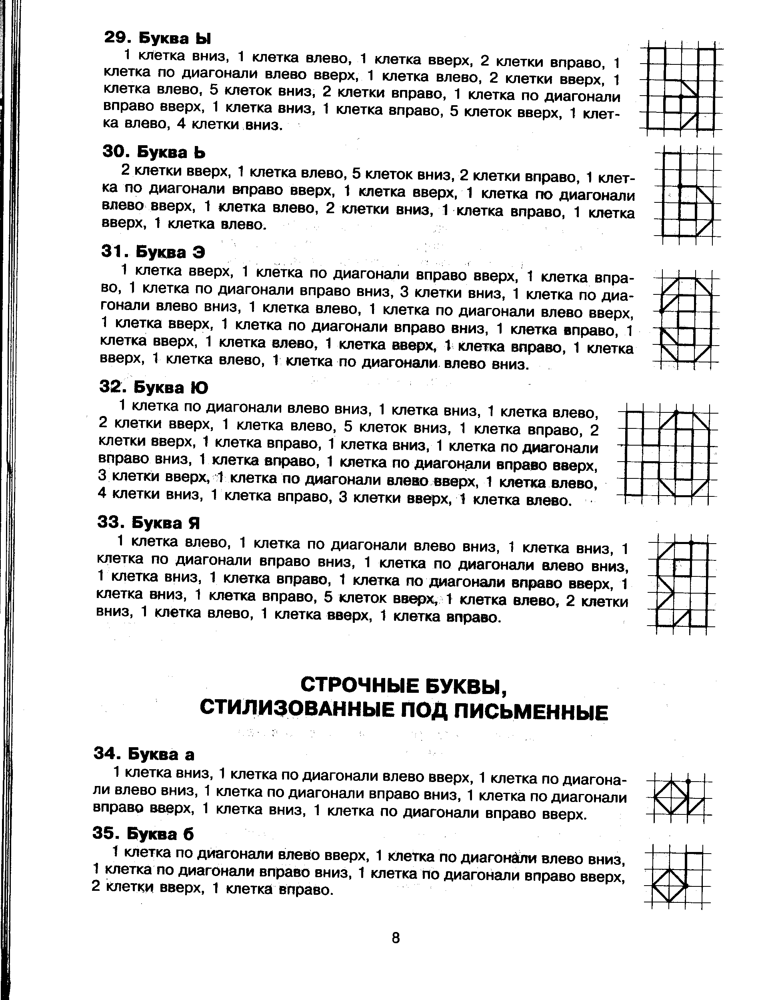 29. Буква Ы
1 клетка вниз, 1 клетка влево, 1 клетка вверх, 2 клетки вправо, 1
клетка по диагонали влево вверх, 1 клетка влево, 2 клетки вверх, 1
клетка влево, 5 клеток вниз, 2 клетки вправо, 1 клетка по диагонали
вправо вверх, 1 клетка вниз, 1 клетка вправо, 5 клеток вверх, 1 клет-
ка влево, 4 клетки вниз.
30. Буква Ь
2 клетки вверх, 1 клетка влево, 5 клеток вниз, 2 клетки вправо, 1 клет-
ка по диагонали вправо вверх, 1 клетка вверх, 1 клетка по диагонали
влево вверх, 1 клетка влево, 2 клетки вниз, 1 клетка вправо, 1 клетка
вверх, 1 клетка влево.
31. Буква Э
1 клетка вверх, 1 клетка по диагонали вправо вверх, 1 клетка впра-
во, 1 клетка по диагонали вправо вниз, 3 клетки вниз, 1 клетка по диа-
гонали влево вниз, 1 клетка влево, 1 клетка по диагонали влево вверх,
1 клетка вверх, 1 клетка по диагонали вправо вниз, 1 клетка вправо, 1
клетка вверх, 1 клетка влево, 1 клетка вверх, 1 клетка вправо, 1 клетка
вверх, 1 клетка влево, 1 клетка по диагонали влево вниз.
32. Буква Ю
1 клетка по диагонали влево вниз, 1 клетка вниз, 1 клетка влево,
2 клетки вверх, 1 клетка влево, 5 клеток вниз, 1 клетка вправо, 2
клетки вверх, 1 клетка вправо, 1 клетка вниз, 1 клетка по диагонали
вправо вниз, 1 клетка вправо, 1 клетка по диагонали вправо вверх,
3 клетки вверх, 1 клетка по диагонали влево вверх, 1 клетка влево,
4 клетки вниз, 1 клетка вправо, 3 клетки вверх, 1 клетка влево.
33. Буква Я
1 клетка влево, 1 клетка по диагонали влево вниз, 1 клетка вниз, 1
клетка по диагонали вправо вниз, 1 клетка по диагонали влево вниз,
1 клетка вниз, 1 клетка вправо, 1 клетка по диагонали вправо вверх, 1
клетка вниз, 1 клетка вправо, 5 клеток вверх, 1 клетка влево, 2 клетки
вниз, 1 клетка влево, 1 клетка вверх, 1 клетка вправо.
СТРОЧНЫЕ БУКВЫ,
СТИЛИЗОВАННЫЕ ПОД ПИСЬМЕННЫЕ
34. Буква а
1 клетка вниз, 1 клетка по диагонали влево вверх, 1 клетка по диагона-
ли влево вниз, 1 клетка по диагонали вправо вниз, 1 клетка по диагонали
вправо вверх, 1 клетка вниз, 1 клетка по диагонали вправо вверх.
35. Буква б
1 клетка по диагонали влево вверх, 1 клетка по диагонали влево вниз,
1 клетка по диагонали вправо вниз, 1 клетка по диагонали вправо вверх,
2 клетки вверх, 1 клетка вправо.
8